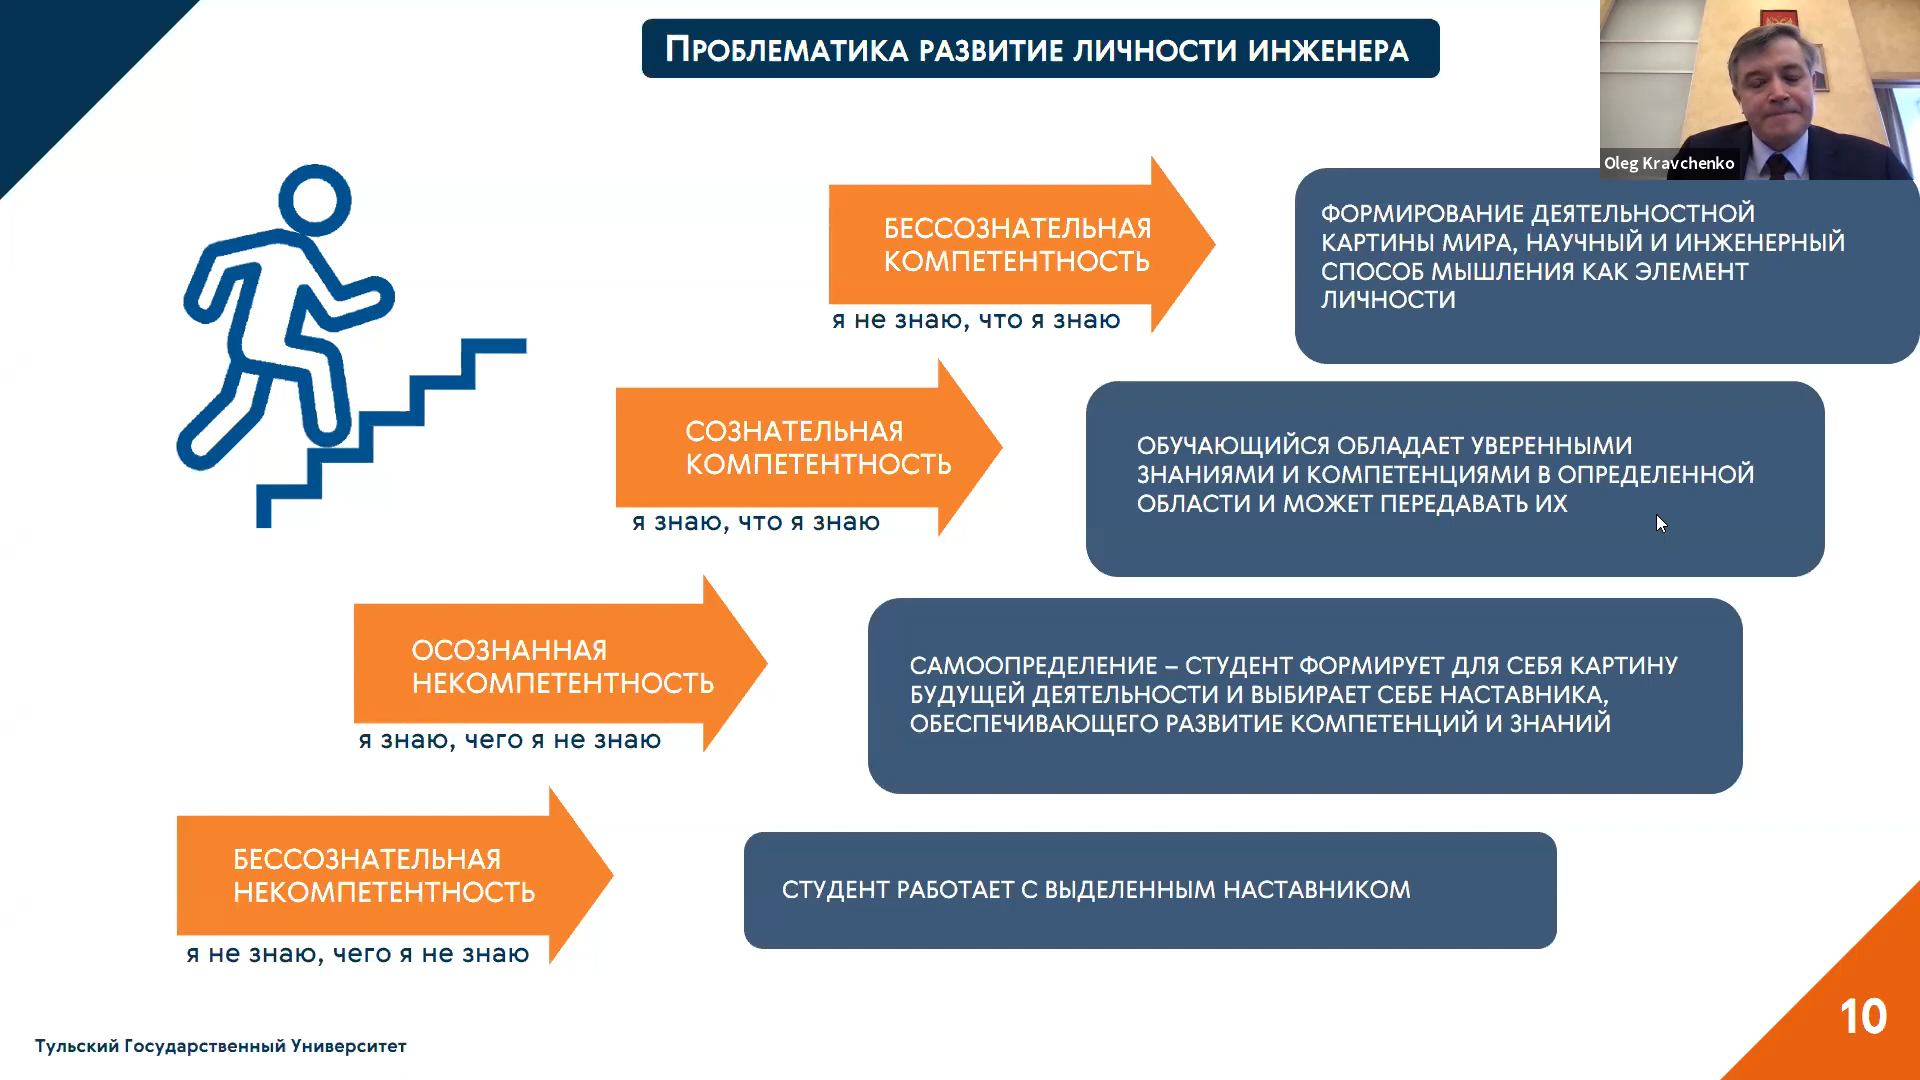 ПРОБЛЕМАТИКА РАЗВИТИЕ ЛИЧНОСТИ ИНЖЕНЕРА
Oleg Kravchenko
БЕССОЗНАТЕЛЬНАЯ
КОМПЕТЕНТНОСТЬ
я не знаю, что я знаю
ФОРМИРОВАНИЕ ДЕЯТЕЛЬНОСТНОЙ
КАРТИНЫ МИРА, НАУЧНЫЙ И ИНЖЕНЕРНЫЙ
СПОСОБ МЫШЛЕНИЯ КАК ЭЛЕМЕНТ
ЛИЧНОСТИ
СОЗНАТЕЛЬНАЯ
КОМПЕТЕНТНОСТЬ
я знаю, что я знаю
ОБУЧАЮЩИЙСЯ ОБЛАДАЕТ УВЕРЕННЫМИ
ЗНАНИЯМИ И КОМПЕТЕНЦИЯМИ В ОПРЕДЕЛЕННОЙ
ОБЛАСТИ И МОЖЕТ ПЕРЕДАВАТЬ ИХ
ОСОЗНАННАЯ
НЕКОМПЕТЕНТНОСТЬ
я знаю, чего я не знаю
САМООПРЕДЕЛЕНИЕ – СТУДЕНТ ФОРМИРУЕТ ДЛЯ СЕБЯ КАРТИНУ
БУДУЩЕЙ ДЕЯТЕЛЬНОСТИ И ВЫБИРАЕТ СЕБЕ НАСТАВНИКА,
ОБЕСПЕЧИВАЮЩЕГО РАЗВИТИЕ КОМПЕТЕНЦИЙ И ЗНАНИЙ
БЕССОЗНАТЕЛЬНАЯ
НЕКОМПЕТЕНТНОСТЬ
я не знаю, чего я не знаю
СТУДЕНТ РАБОТАЕТ С ВЫДЕЛЕННЫМ НАСТАВНИКОМ
Тульский Государственный Университет
10